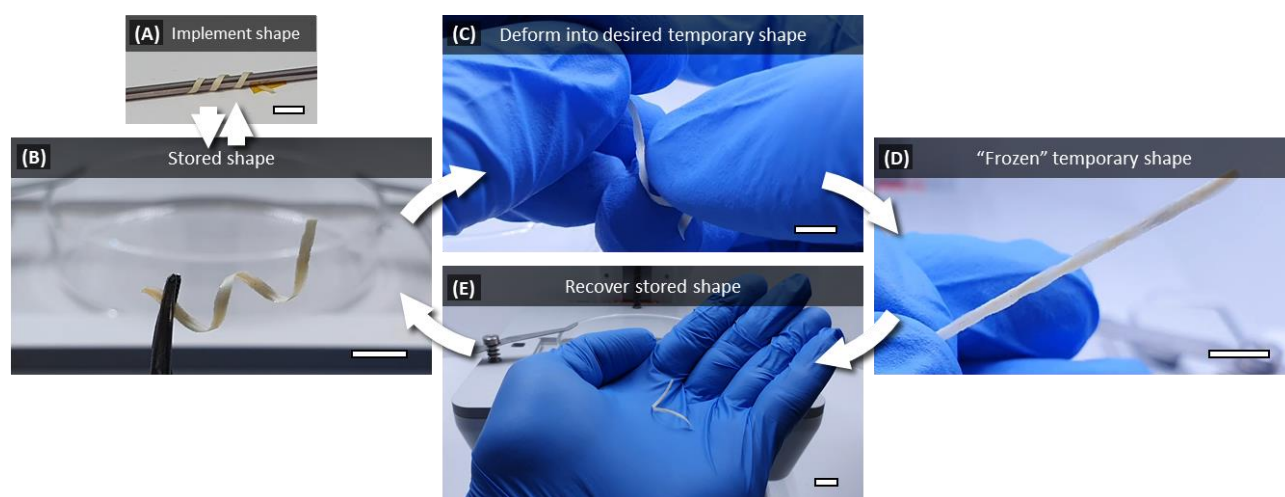 (A) Implement shape
(B) Stored shape
(C) Deform into desired temporary shape
(D) “Frozen” temporary shape
(E) Recover stored shape